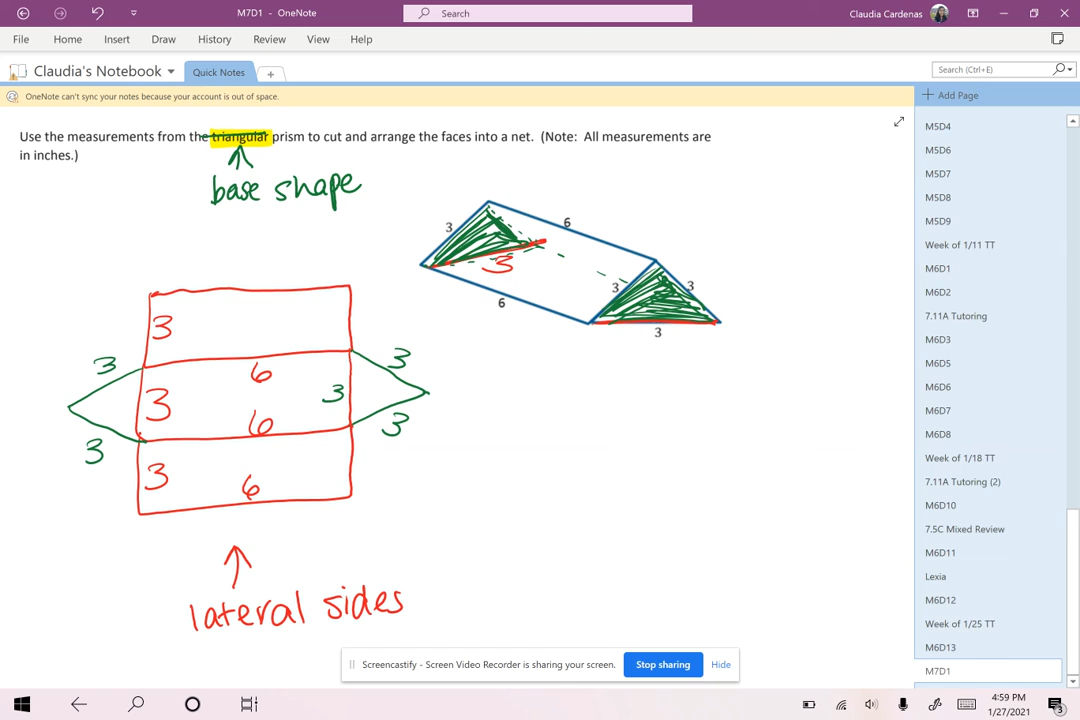 M7D1 - OneNote
Search
Claudia Cardenas
File Home Insert Draw History Review View Help
Claudia's Notebook
Quick Notes
Search (Ctrl+E)
OneNote can't sync your notes because your account is out of space.
Add Page
Use the measurements from the triangular prism to cut and arrange the faces into a net. (Note: All measurements are
in inches.)
base shape
3
6
3
6
3
3
3
3
3
6
3
6
3
6
3
3
3
3
3
lateral sides
M5D4
M5D6
M5D7
M5D8
M5D9
Week of 1/11 TT
M6D1
M6D2
7.11A Tutoring
M6D3
M6D5
M6D6
M6D7
M6D8
Week of 1/18 TT
7.11A Tutoring (2)
M6D10
7.5C Mixed Review
M6D11
Lexia
M6D12
Week of 1/25 TT
M6D13
M7D1
Screencastify - Screen Video Recorder is sharing your screen.
Stop sharing
Hide
4:59 PM
1/27/2021
3